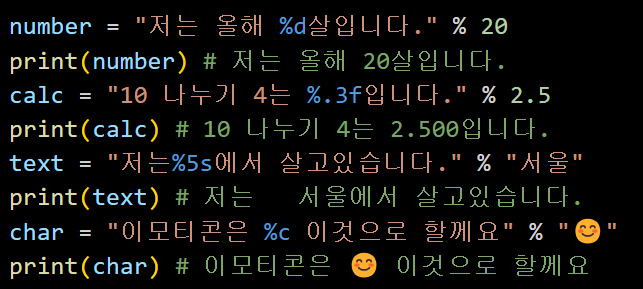 number = "저는 올해 %d살입니다." % 20
print(number) # 저는 올해 20살입니다.
calc = "10 나누기 4는 %.3f입니다." % 2.5
print(calc) # 10 나누기 4는 2.500입니다.
text = "저는%5s에서 살고있습니다." % "서울"
print(text) # 저는   서울에서 살고있습니다.
char = "이모티콘은 %c 이것으로 할께요" % "😊"
print(char) # 이모티콘은 😊 이것으로 할께요